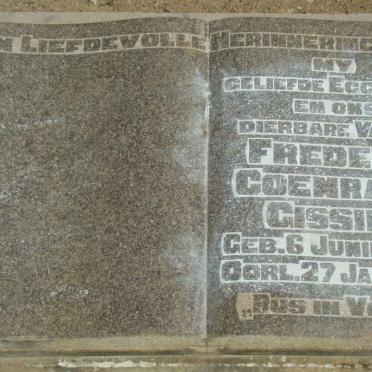 N LIEFDEVOLLE HERINNERING
MY
GELIEFDE EGG
EN ONS
DIERBARE VA
FREDE
COENRA
GISSI
GEB. 6 JUNI
OORL. 27 JA
"RUS IN V